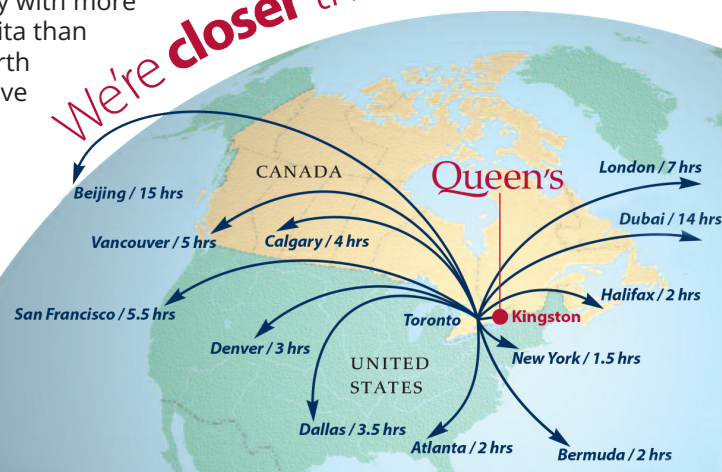 y with more
ita than
rth
ve
We're closer
CANADA
Queen's
London / 7 hrs
Beijing / 15 hrs
Dubai / 14 hrs
Vancouver / 5 hrs
Calgary / 4 hrs
San Francisco / 5.5 hrs
Halifax / 2 hrs
Toronto
Kingston
Denver / 3 hrs
New York / 1.5 hrs
UNITED
STATES
Dallas / 3.5 hrs
Atlanta / 2 hrs
Bermuda / 2 hrs